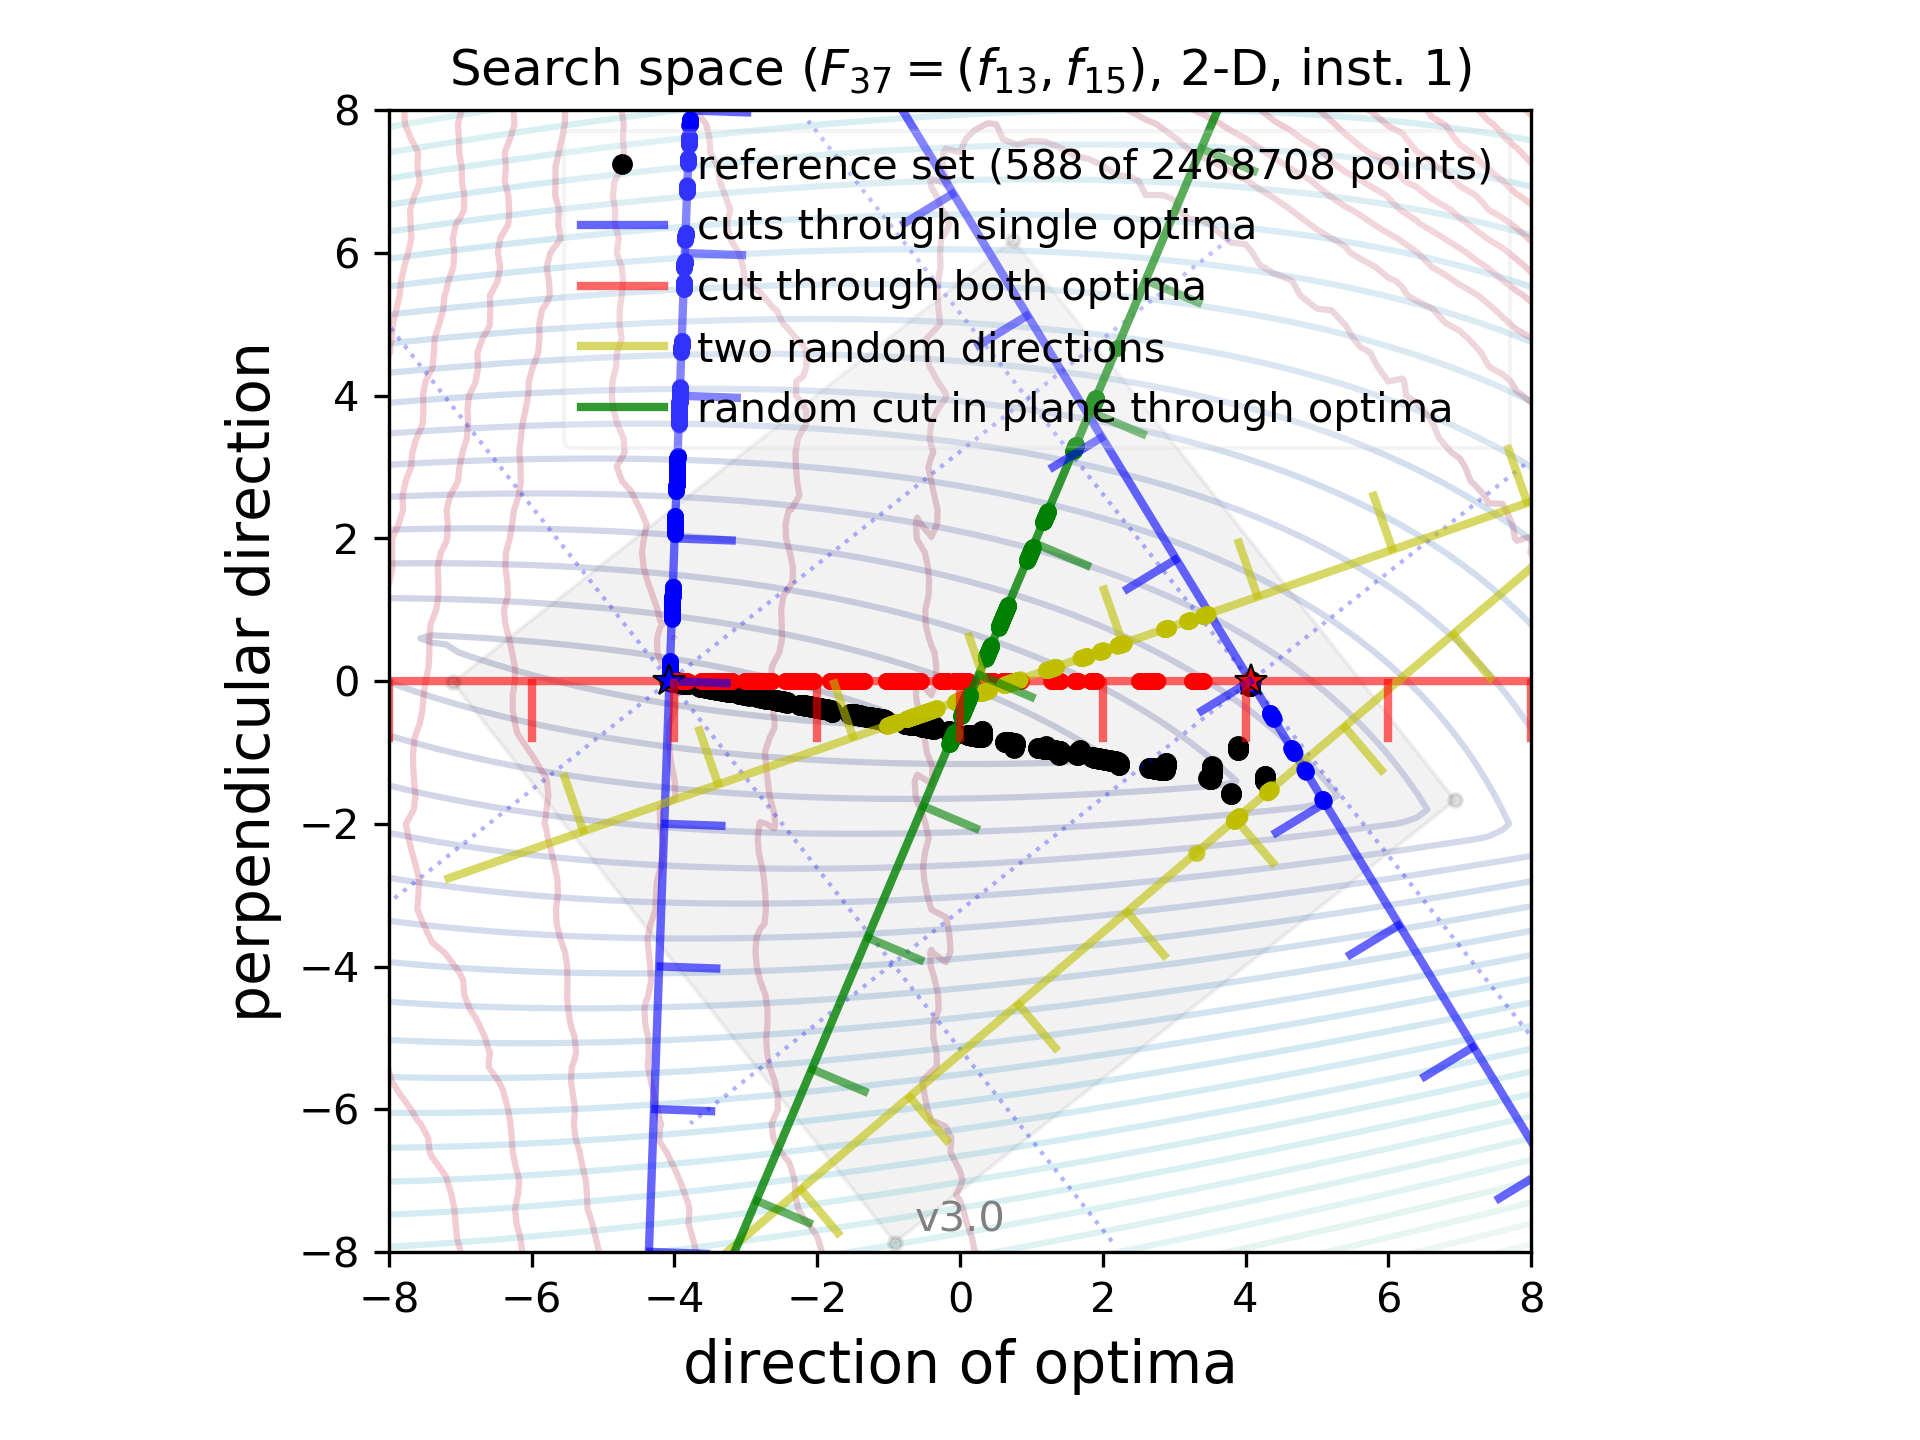 Search space (F37 = (f13, f15), 2-D, inst. 1)
reference set (588 of 2468708 points)
cuts through single optima
cut through both optima
two random directions
random cut in plane through optima
8
6
4
2
0
−2
−4
−6
−8
perpendicular direction
v3.0
−8 −6 −4 −2 0 2 4 6 8
direction of optima